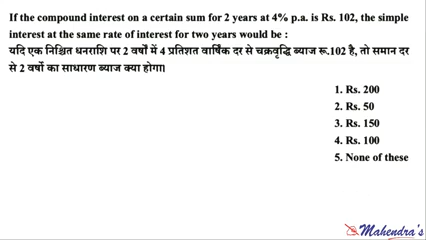 If the compound interest on a certain sum for 2 years at 4% p.a. is Rs. 102, the simple
interest at the same rate of interest for two years would be :
यदि एक निश्चित धनराशि पर 2 वर्षों में 4 प्रतिशत वार्षिक दर से चक्रवृद्धि ब्याज रू.102 है, तो समान दर
से 2 वर्षों का साधारण ब्याज क्या होगा।
1. Rs. 200
2. Rs. 50
3. Rs. 150
4. Rs. 100
5. None of these
Mahendra's